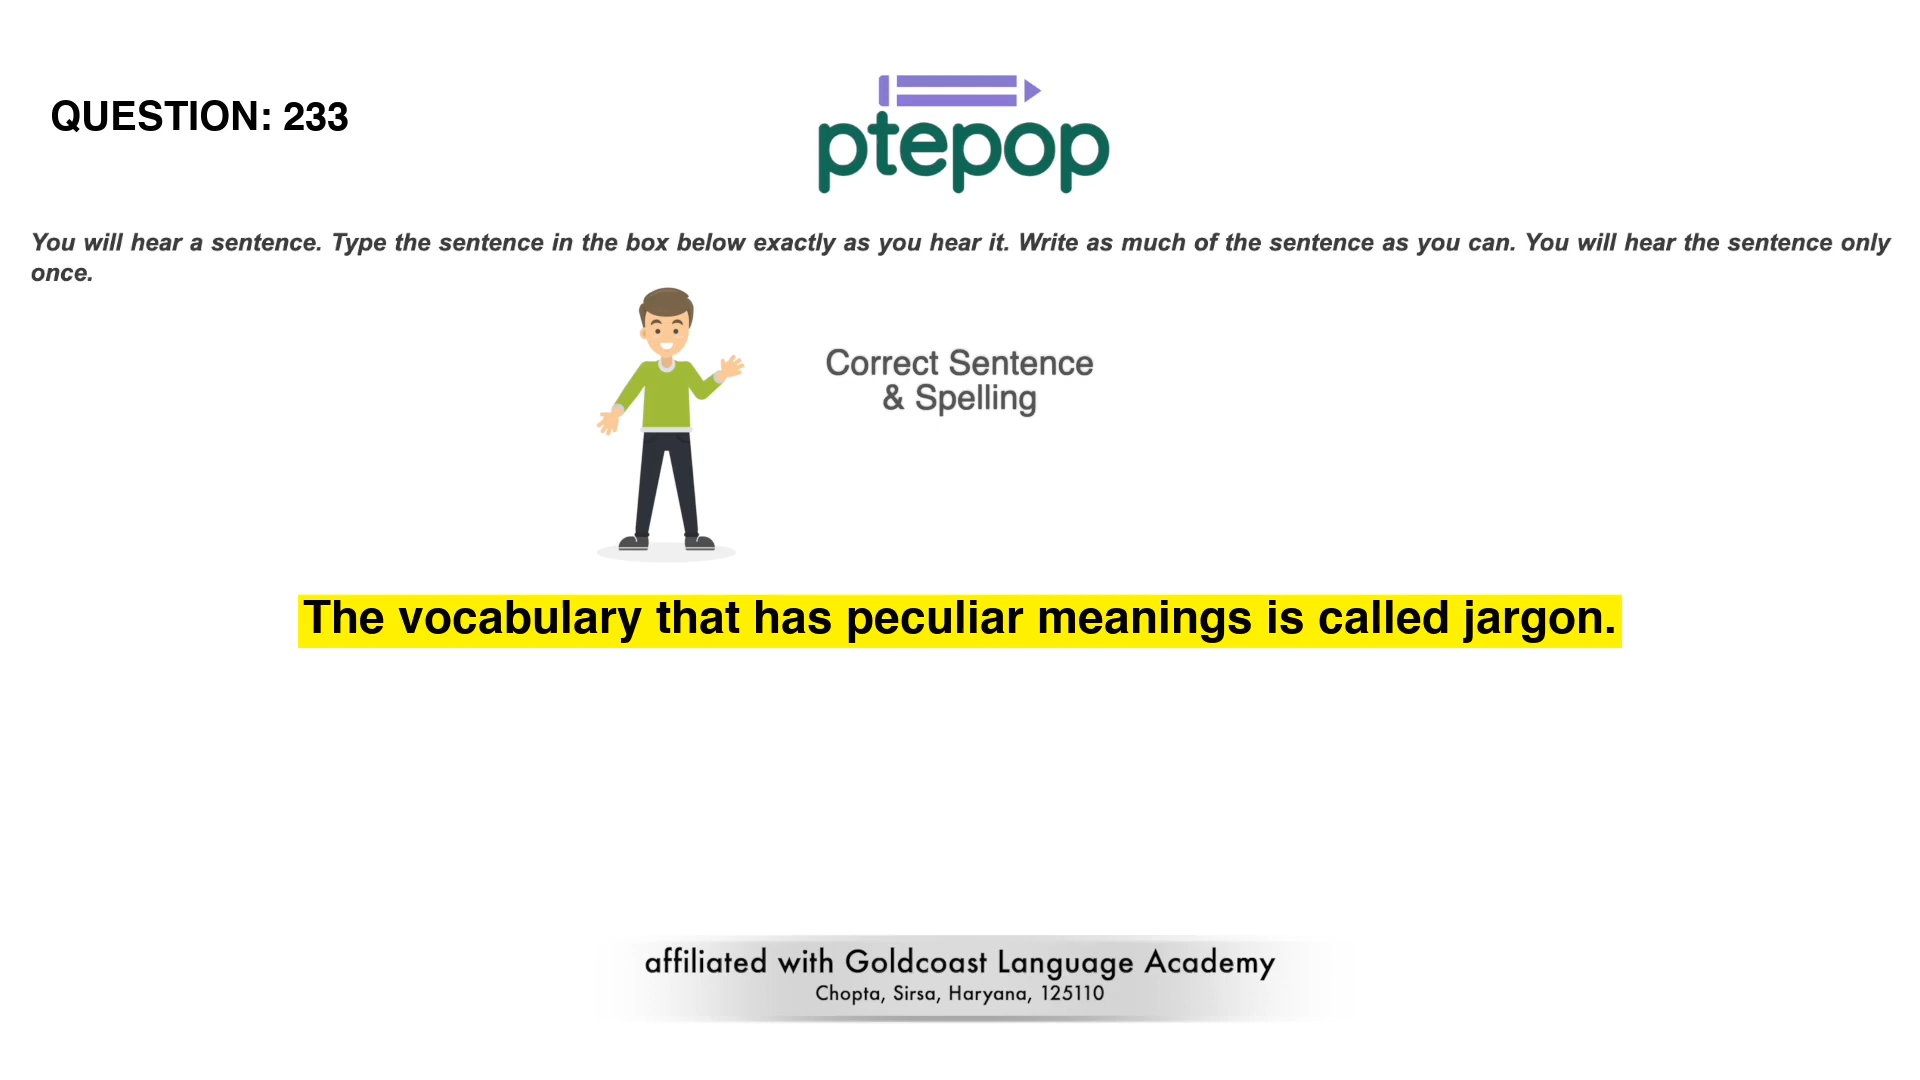 QUESTION: 233
ptepop
You will hear a sentence. Type the sentence in the box below exactly as you hear it. Write as much of the sentence as you can. You will hear the sentence only
once.
Correct Sentence
& Spelling
The vocabulary that has peculiar meanings is called jargon.
affiliated with Goldcoast Language Academy
Chopta, Sirsa, Haryana, 125110